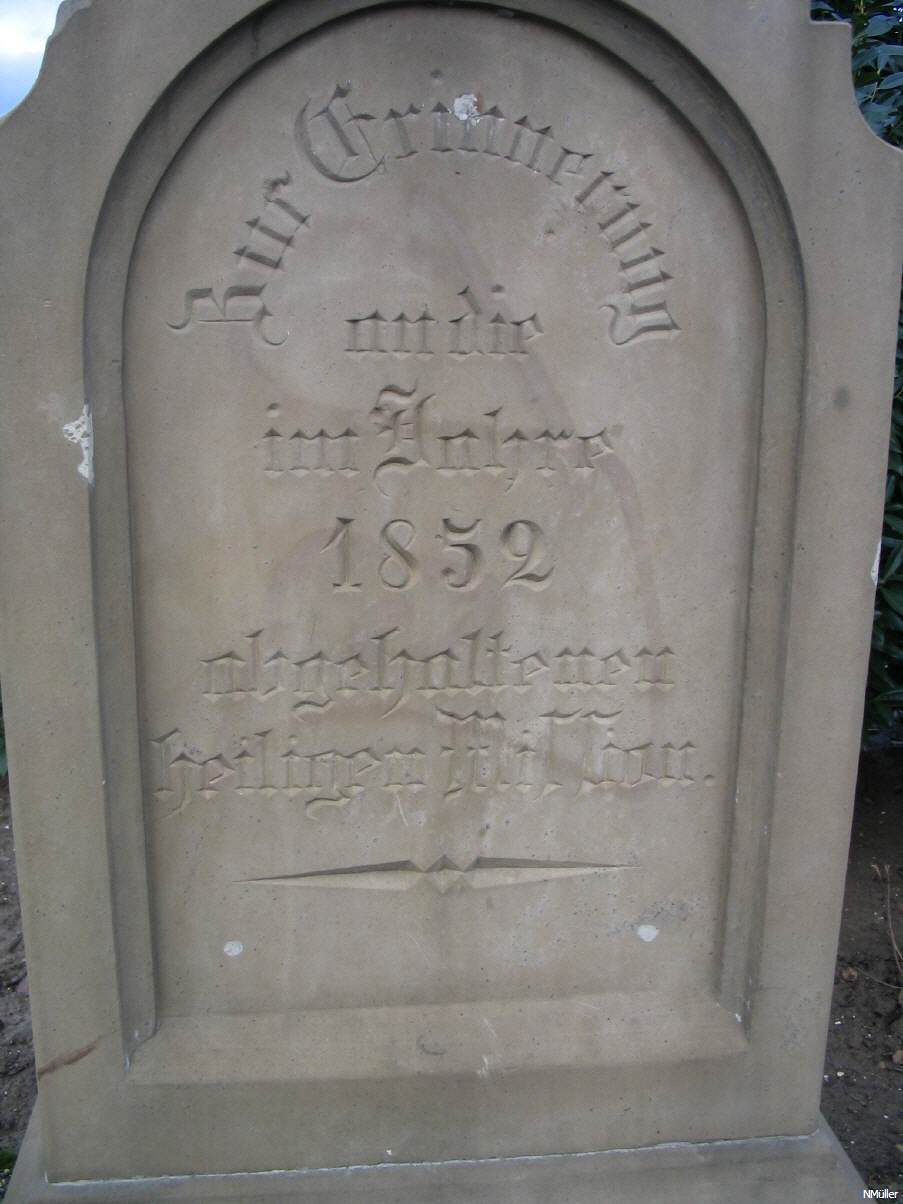 Zur Erinnerung
an die
im Jahre
1852
abgehaltenen
heiligen Mission.
NMüller